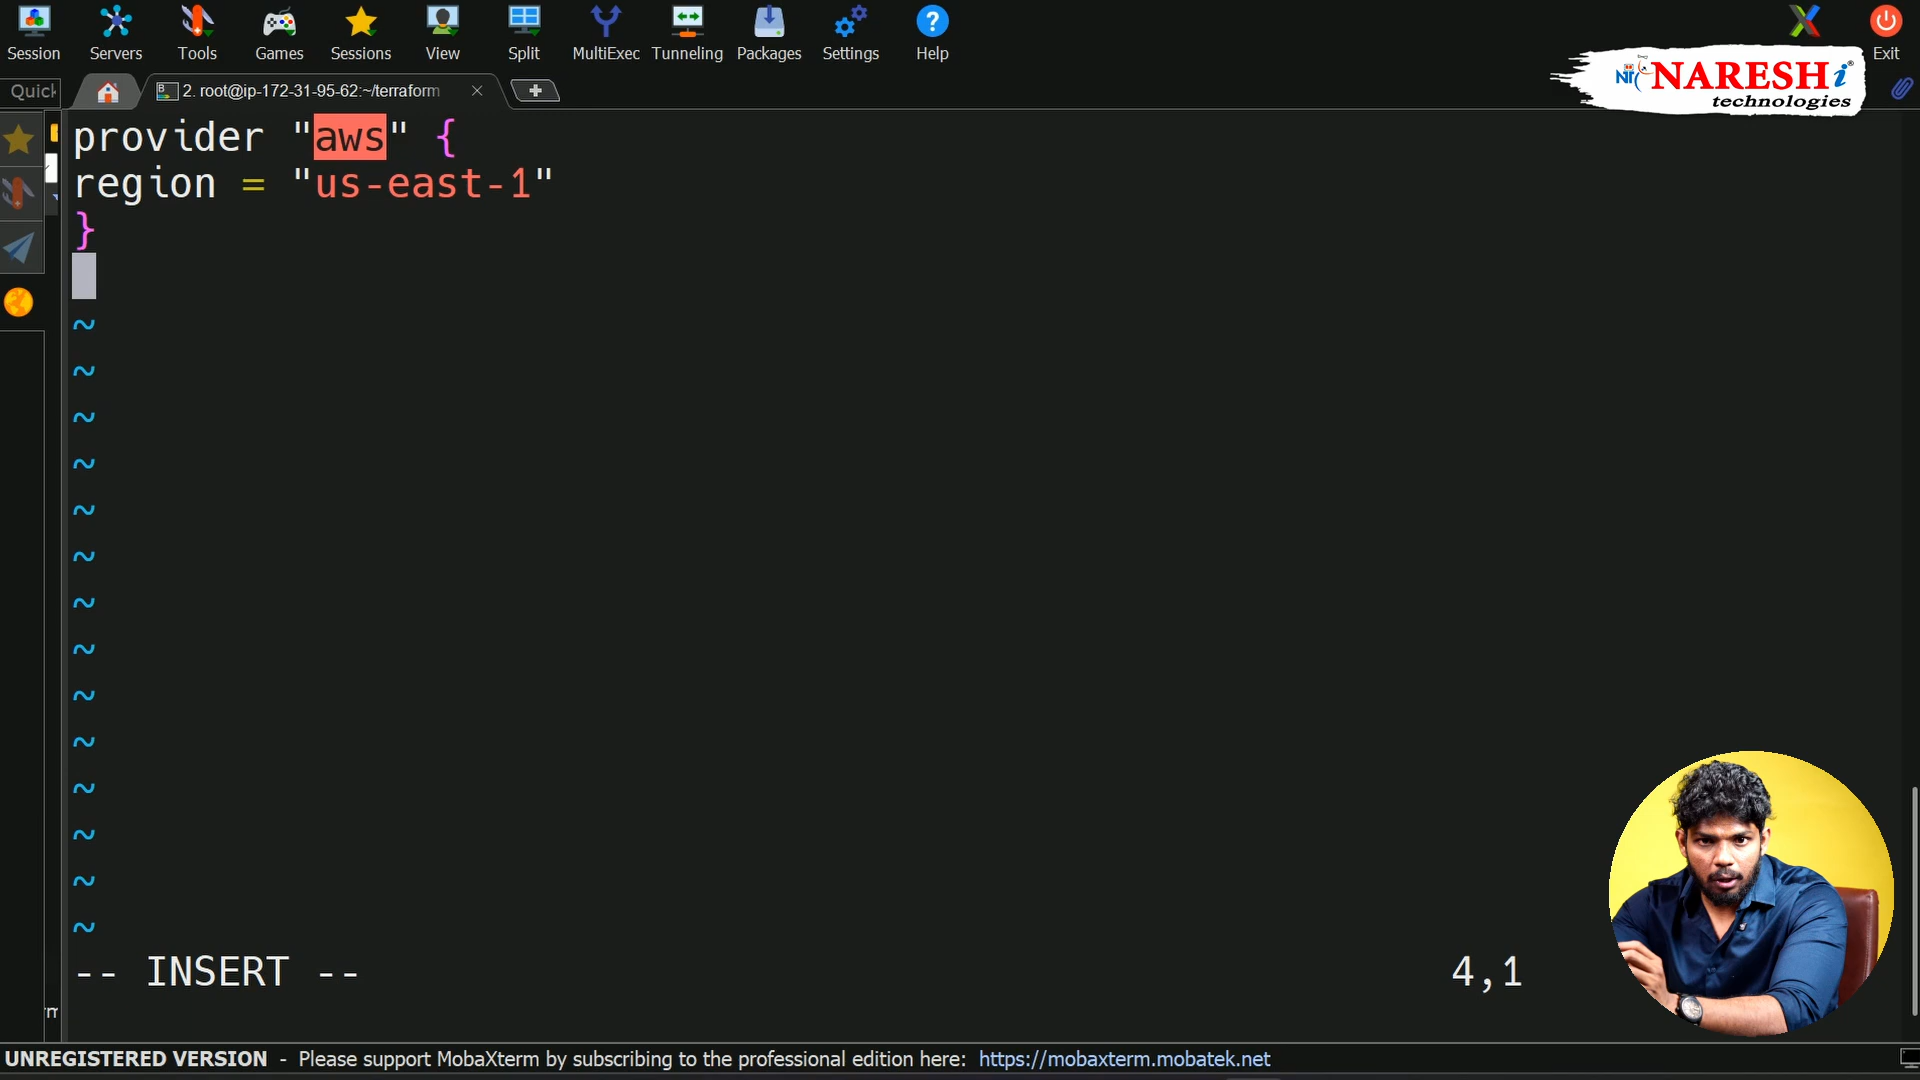 Session Servers Tools Games Sessions View Split MultiExec Tunneling Packages Settings Help Exit
Quick
2. root@ip-172-31-95-62:~/terraform
NARESH i ®
technologies
provider "aws" {
region = "us-east-1"
}
~
~
~
~
~
~
~
~
~
~
~
~
~
~
-- INSERT --
4,1
UNREGISTERED VERSION - Please support MobaXterm by subscribing to the professional edition here: https://mobaxterm.mobatek.net